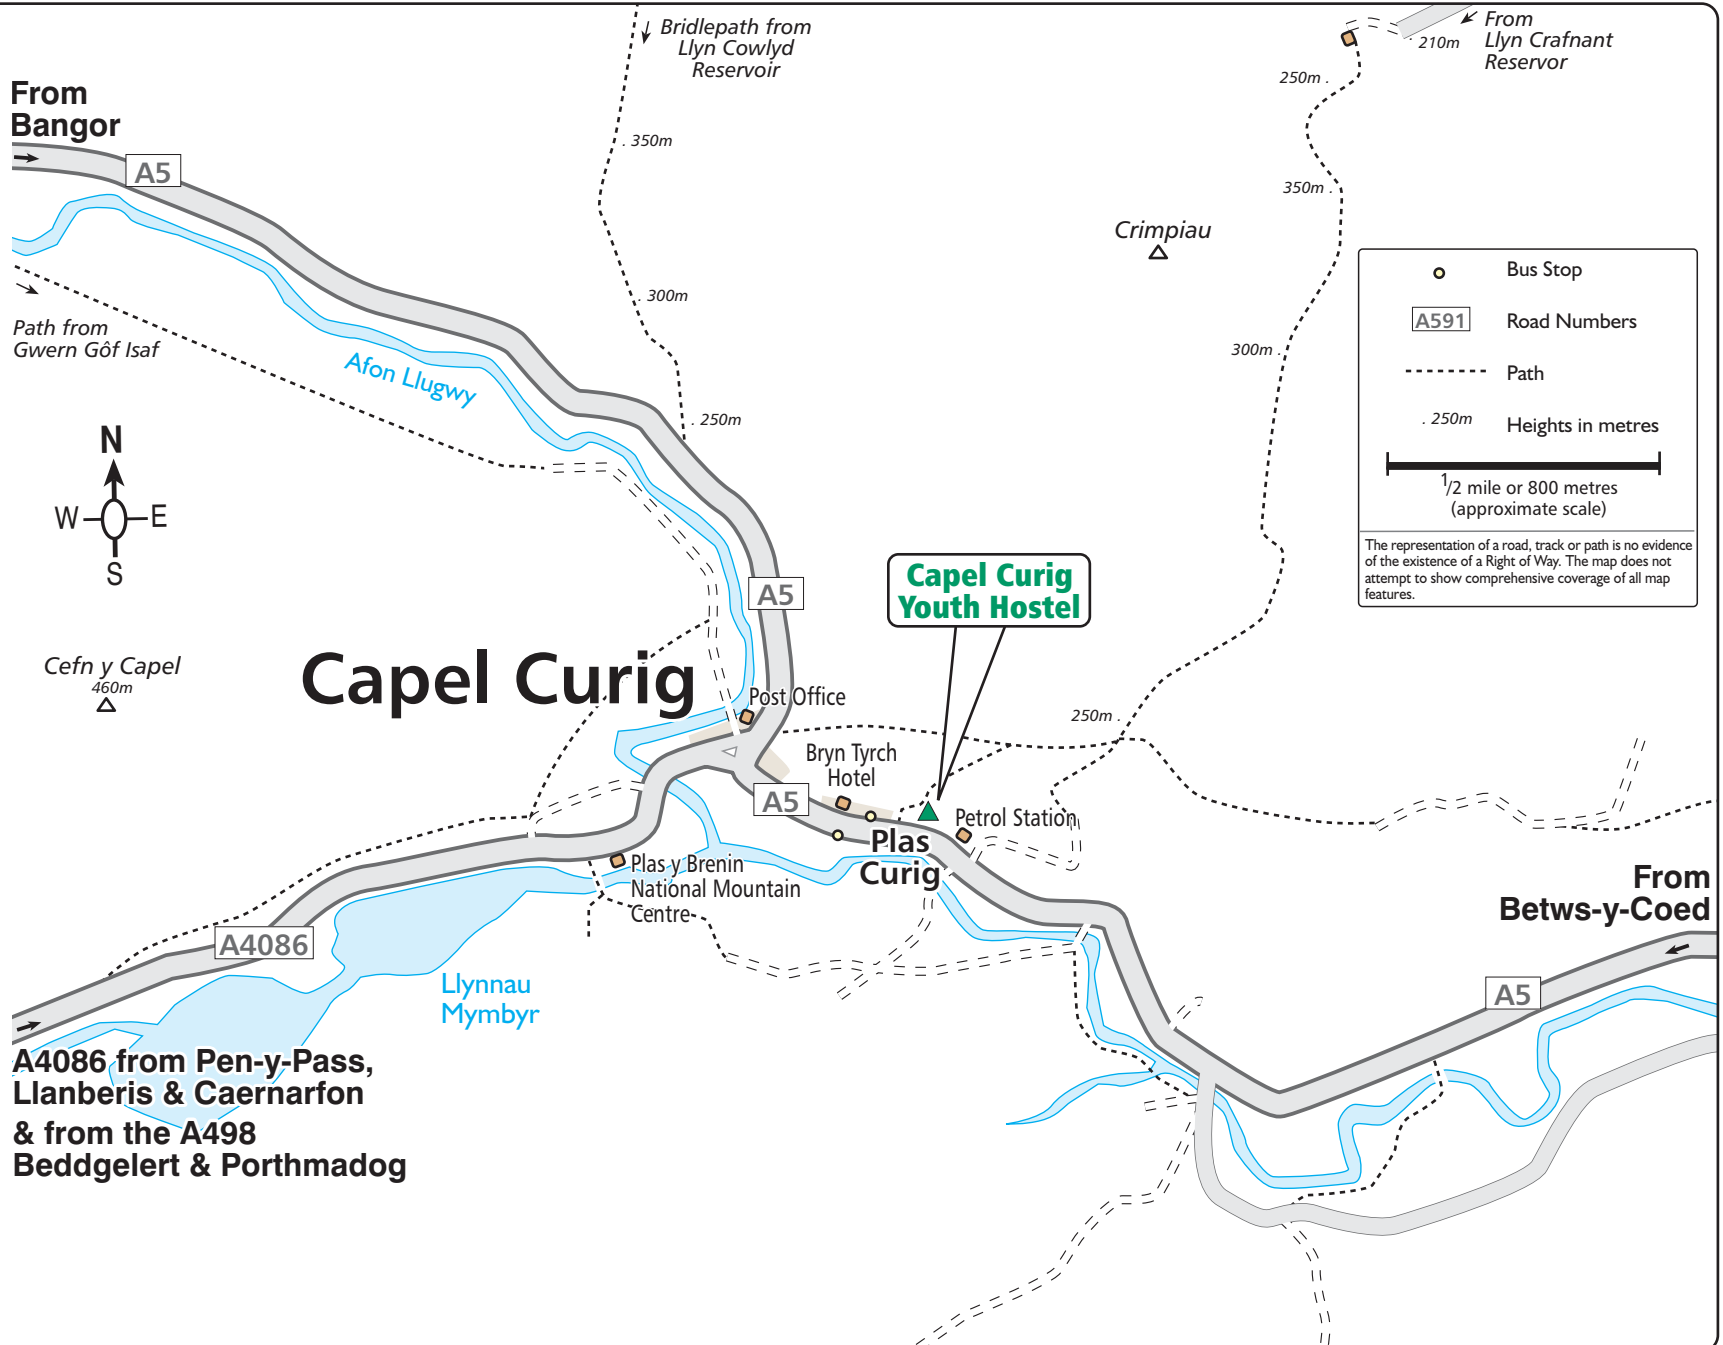 Bridlepath from
Llyn Cowlyd
Reservoir
From
Llyn Crafnant
Reservor
210m
250m .
From
Bangor
A5
. 350m
350m .
Crimpiau
. 300m
300m .
Path from
Gwern Gôf Isaf
Afon Llugwy
. 250m
Bus Stop
A591
Road Numbers
Path
. 250m
Heights in metres
1/2 mile or 800 metres
(approximate scale)
The representation of a road, track or path is no evidence
of the existence of a Right of Way. The map does not
attempt to show comprehensive coverage of all map
features.
N
W
E
S
A5
Capel Curig
Youth Hostel
Cefn y Capel
460m
Capel Curig
Post Office
250m .
Bryn Tyrch
Hotel
A5
Petrol Station
Plas
Curig
Plas y Brenin
National Mountain
Centre
From
Betws-y-Coed
A4086
Llynnau
Mymbyr
A5
A4086 from Pen-y-Pass,
Llanberis & Caernarfon
& from the A498
Beddgelert & Porthmadog